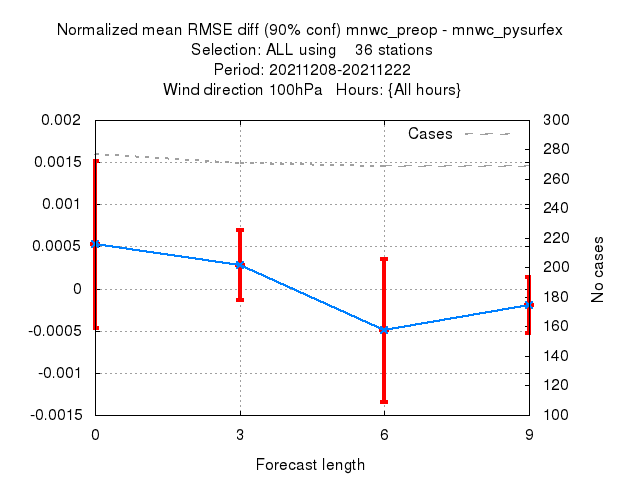 Normalized mean RMSE diff (90% conf) mnwc_preop - mnwc_pysurfex
Selection: ALL using    36 stations
Period: 20211208-20211222
Wind direction 100hPa   Hours: {All hours}
Cases
0.002
0.0015
0.001
0.0005
0
-0.0005
-0.001
-0.0015
300
280
260
240
220
200
180
160
140
120
100
No cases
0 3 6 9
Forecast length